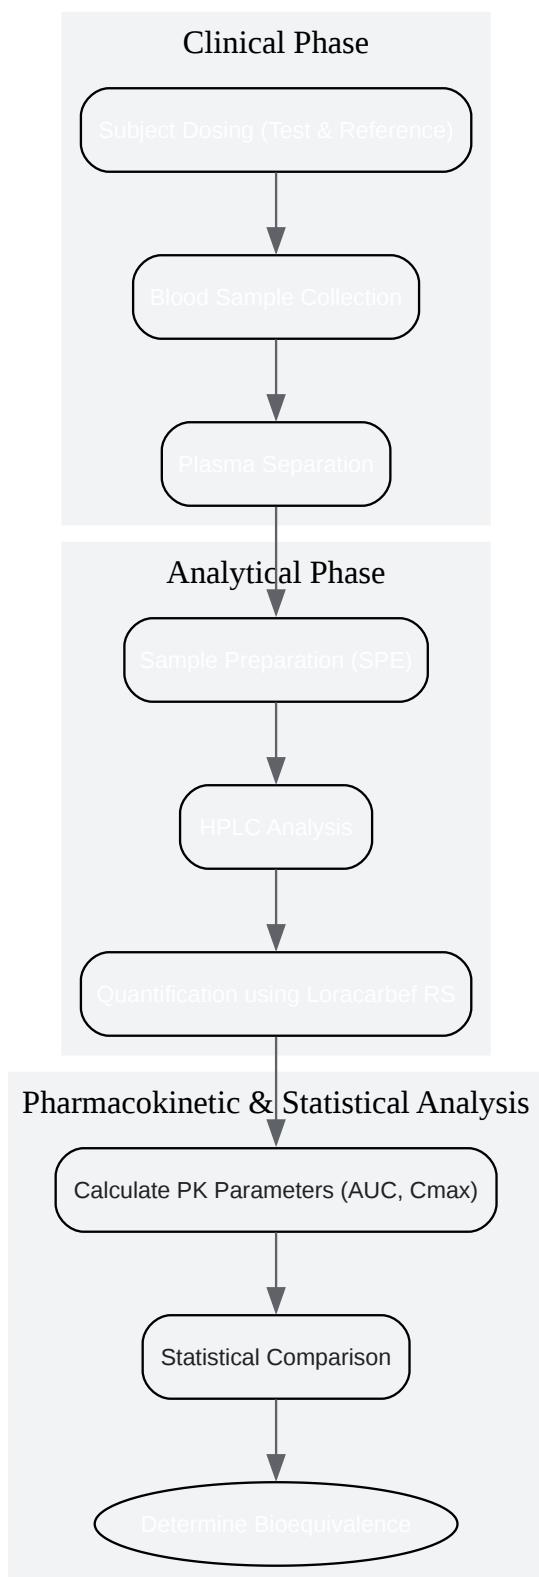 Clinical Phase
Subject Dosing (Test & Reference)
Blood Sample Collection
Plasma Separation
Analytical Phase
Sample Preparation (SPE)
HPLC Analysis
Quantification using Loracarbef RS
Pharmacokinetic & Statistical Analysis
Calculate PK Parameters (AUC, Cmax)
Statistical Comparison
Determine Bioequivalence